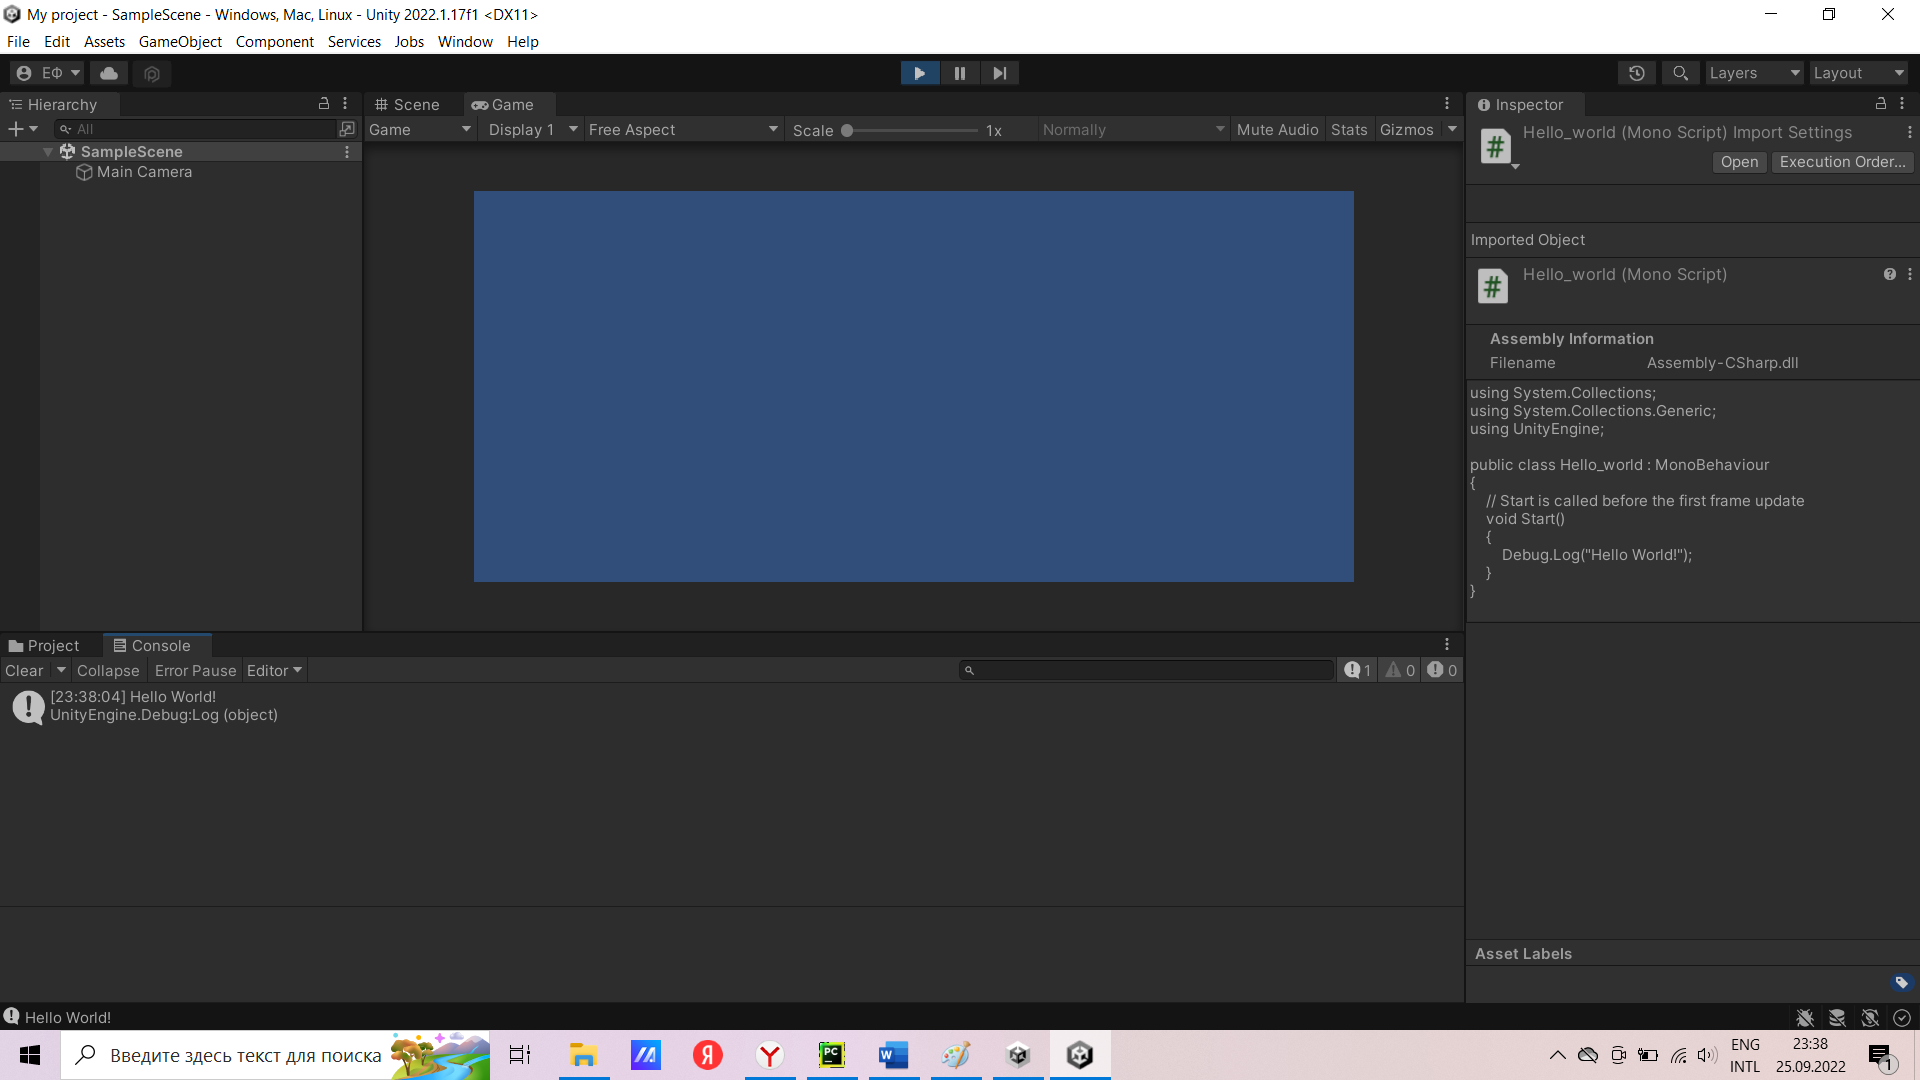 My project - SampleScene - Windows, Mac, Linux - Unity 2022.1.17f1 <DX11>
File Edit Assets GameObject Component Services Jobs Window Help
ЕФ Layers Layout
Hierarchy
All
SampleScene
Main Camera
Scene Game
Game Display 1 Free Aspect Scale 1x Normally Mute Audio Stats Gizmos
Inspector
Hello_world (Mono Script) Import Settings
Open Execution Order...
Imported Object
Hello_world (Mono Script)
Assembly Information
Filename Assembly-CSharp.dll
using System.Collections;
using System.Collections.Generic;
using UnityEngine;
public class Hello_world : MonoBehaviour
{
// Start is called before the first frame update
void Start()
{
Debug.Log("Hello World!");
}
}
Asset Labels
Project Console
Clear Collapse Error Pause Editor 1 0 0
[23:38:04] Hello World!
UnityEngine.Debug:Log (object)
Hello World!
Введите здесь текст для поиска
Я
Y
PC
W
ENG
INTL
23:38
25.09.2022
1